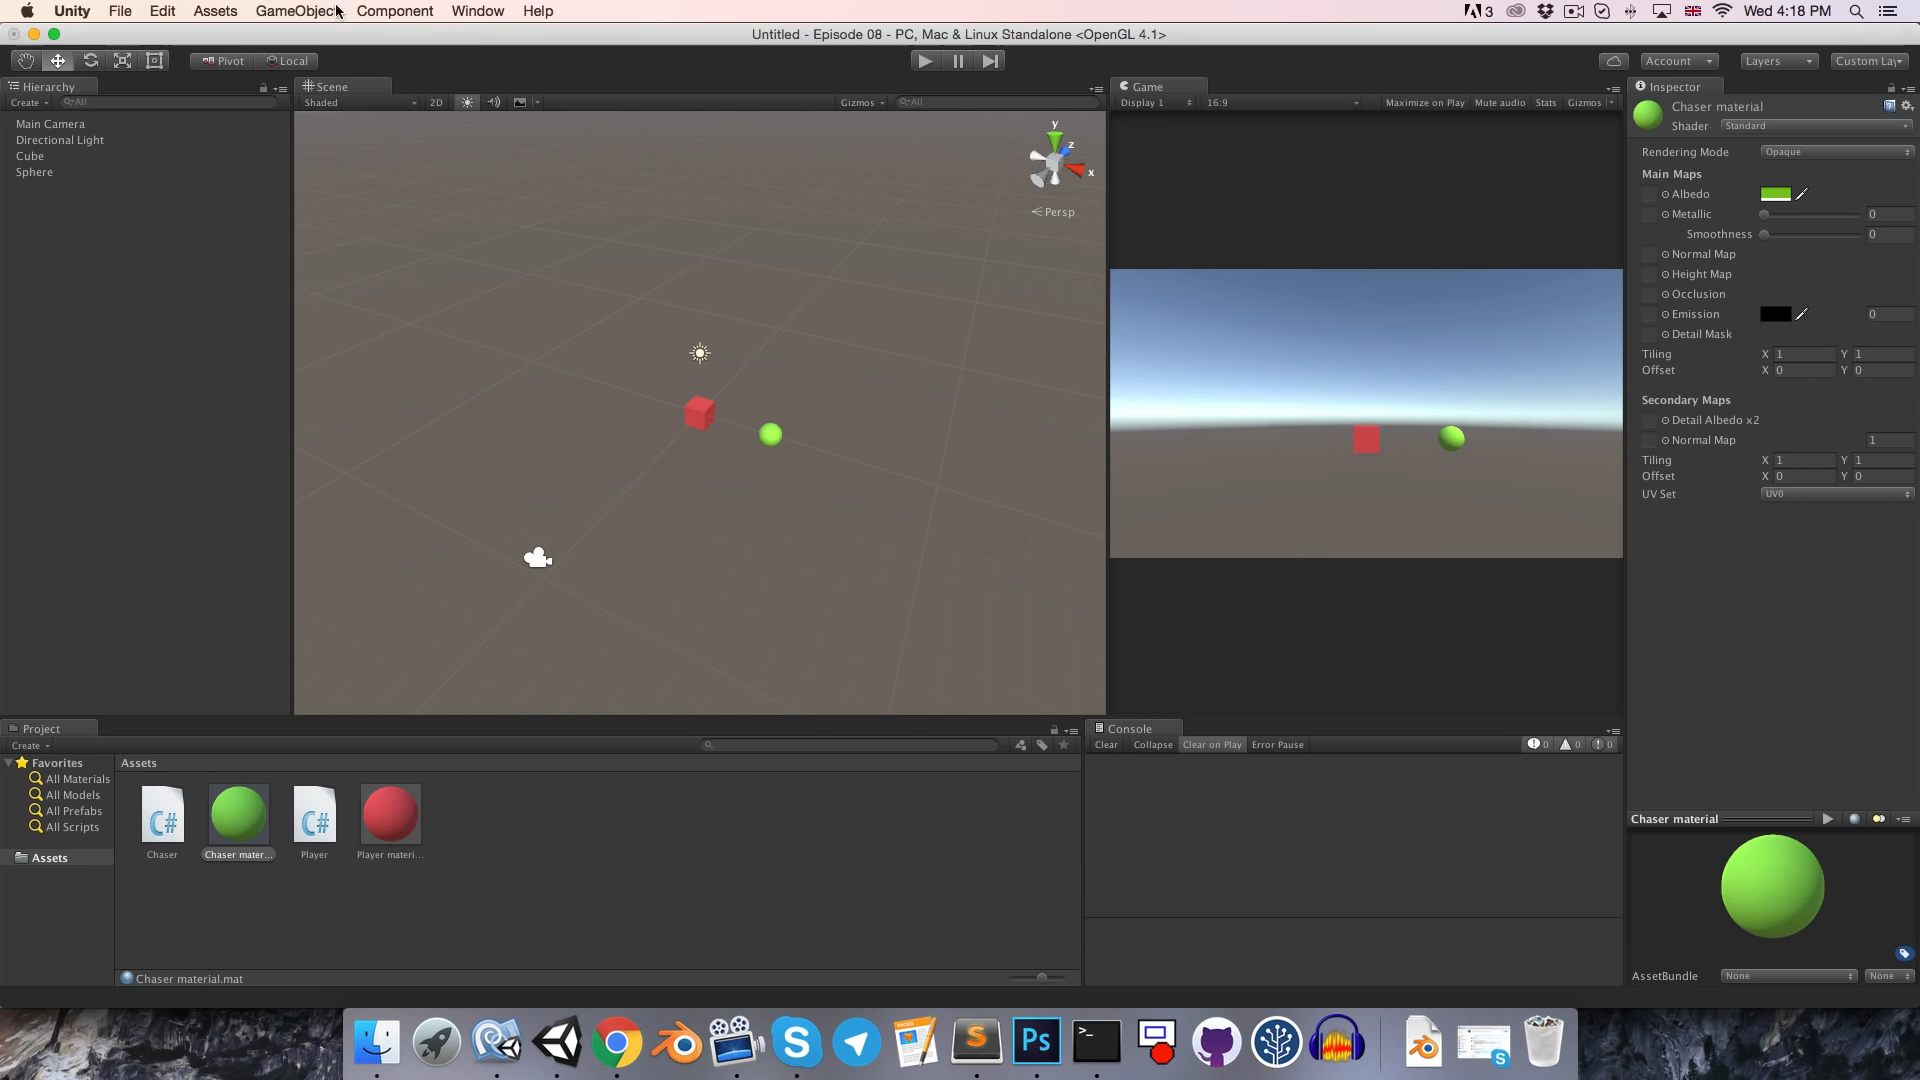 Unity File Edit Assets GameObject Component Window Help
3 Wed 4:18 PM
Untitled - Episode 08 - PC, Mac & Linux Standalone <OpenGL 4.1>
Pivot Local
Account Layers Custom Lay
Hierarchy
Create All
Main Camera
Directional Light
Cube
Sphere
Scene
Shaded 2D Gizmos All
y
z
x
Persp
Game
Display 1 16:9 Maximize on Play Mute audio Stats Gizmos
Inspector
Chaser material
Shader Standard
Rendering Mode Opaque
Main Maps
Albedo
Metallic 0
Smoothness 0
Normal Map
Height Map
Occlusion
Emission 0
Detail Mask
Tiling X 1 Y 1
Offset X 0 Y 0
Secondary Maps
Detail Albedo x2
Normal Map 1
Tiling X 1 Y 1
Offset X 0 Y 0
UV Set UV0
Project
Create
Favorites
All Materials
All Models
All Prefabs
All Scripts
Assets
Assets
C#
C#
Chaser Chaser mater... Player Player materi...
Chaser material.mat
Console
Clear Collapse Clear on Play Error Pause 0 0 0
Chaser material
AssetBundle None None
S
PAGES
S
Ps
>_
S